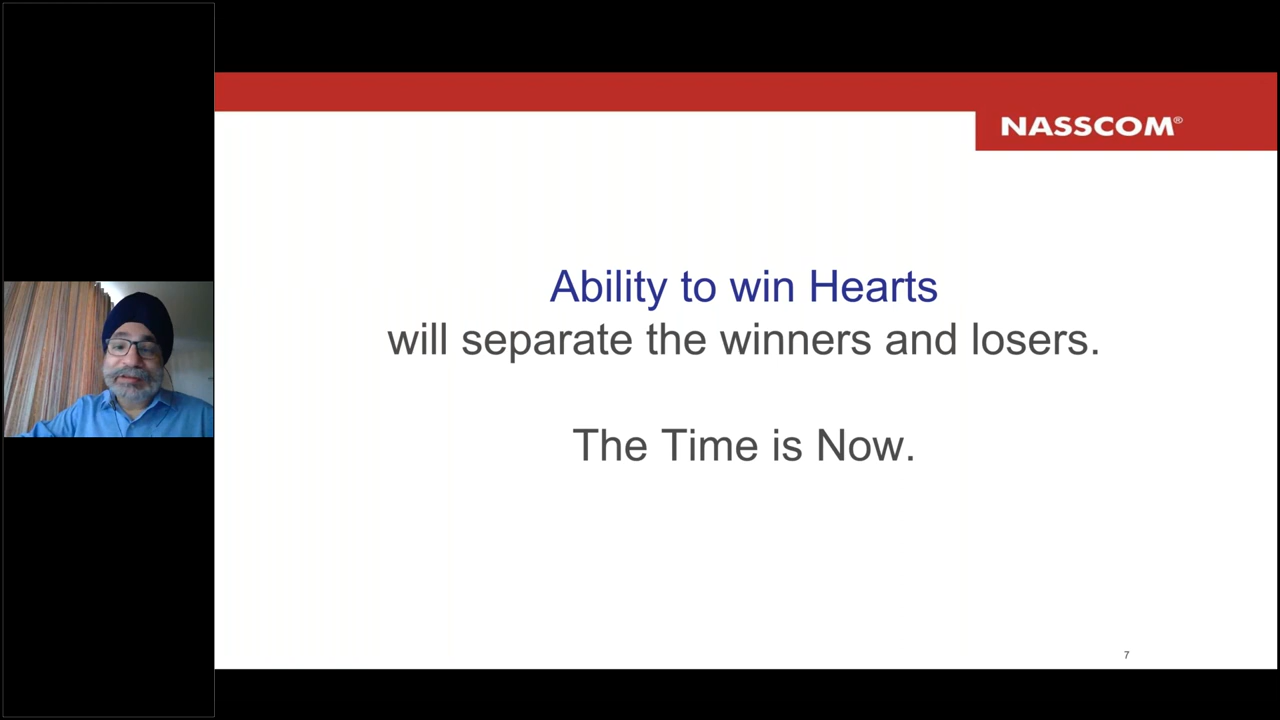 NASSCOM®
Ability to win Hearts
will separate the winners and losers.
The Time is Now.
7